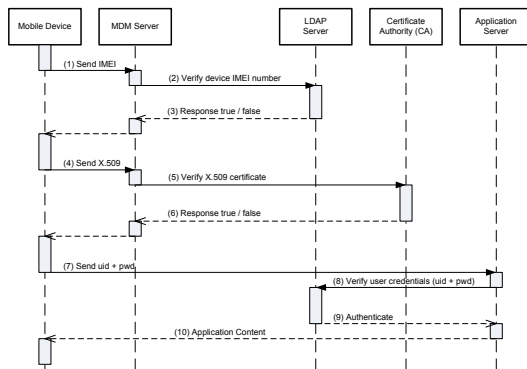 Mobile Device
MDM Server
LDAP
Server
Certificate
Authority (CA)
Application
Server
(1) Send IMEI
(2) Verify device IMEI number
(3) Response true / false
(4) Send X.509
(5) Verify X.509 certificate
(6) Response true / false
(7) Send uid + pwd
(8) Verify user credentials (uid + pwd)
(9) Authenticate
(10) Application Content